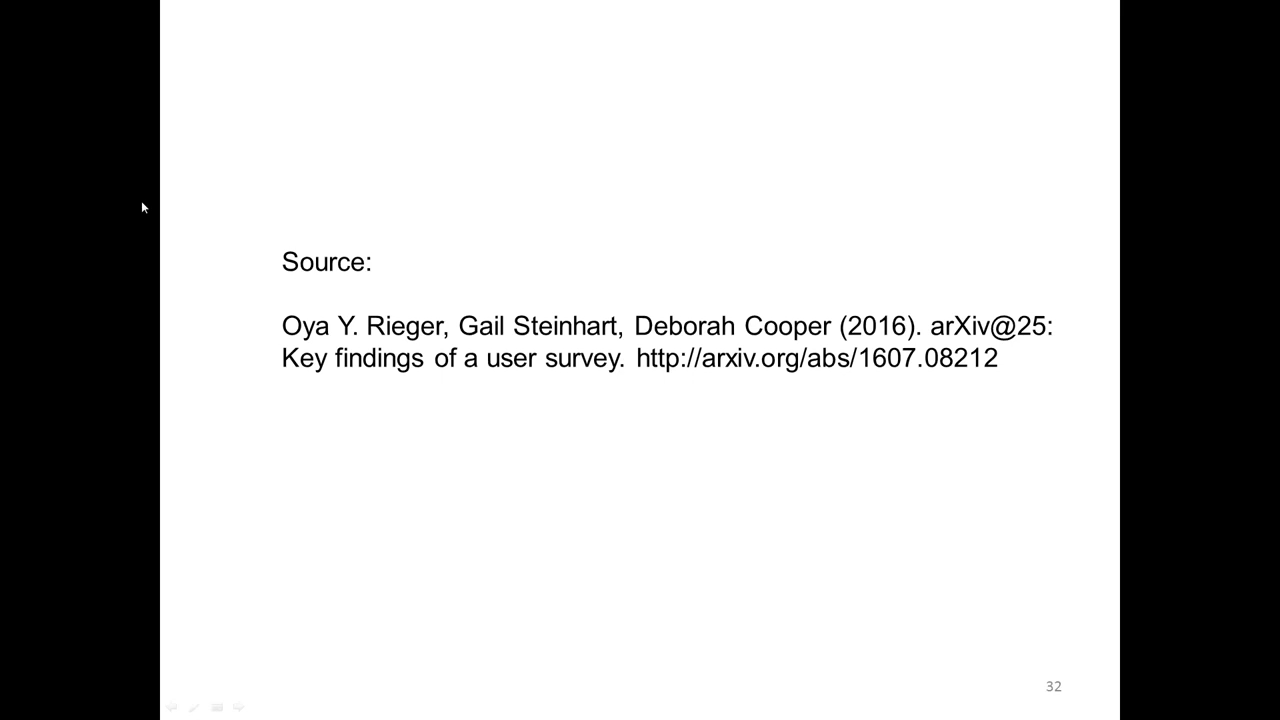 Source:
Oya Y. Rieger, Gail Steinhart, Deborah Cooper (2016). arXiv@25:
Key findings of a user survey. http://arxiv.org/abs/1607.08212
32